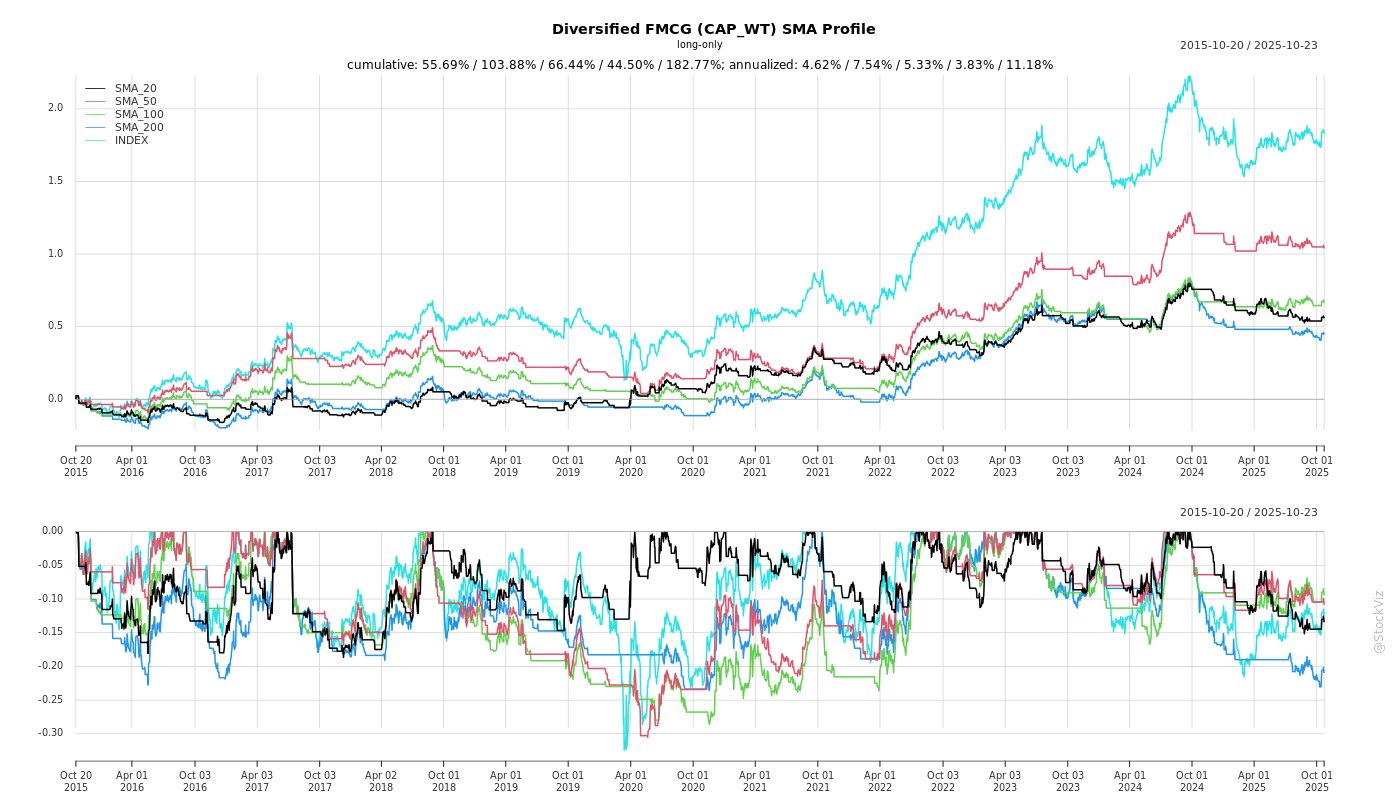 Diversified FMCG (CAP_WT) SMA Profile
long-only
2015-10-20 / 2025-10-23
cumulative: 55.69% / 103.88% / 66.44% / 44.50% / 182.77%; annualized: 4.62% / 7.54% / 5.33% / 3.83% / 11.18%
SMA_20
SMA_50
SMA_100
SMA_200
INDEX
2.0
1.5
1.0
0.5
0.0
Oct 20 Apr 01 Oct 03 Apr 03 Oct 03 Apr 02 Oct 01 Apr 01 Oct 01 Apr 01 Oct 01 Apr 01 Oct 01 Apr 01 Oct 03 Apr 03 Oct 03 Apr 01 Oct 01 Apr 01 Oct 01
2015 2016 2016 2017 2017 2018 2018 2019 2019 2020 2020 2021 2021 2022 2022 2023 2023 2024 2024 2025 2025
2015-10-20 / 2025-10-23
0.00
-0.05
-0.10
-0.15
-0.20
-0.25
-0.30
Oct 20 Apr 01 Oct 03 Apr 03 Oct 03 Apr 02 Oct 01 Apr 01 Oct 01 Apr 01 Oct 01 Apr 01 Oct 01 Apr 01 Oct 03 Apr 03 Oct 03 Apr 01 Oct 01 Apr 01 Oct 01
2015 2016 2016 2017 2017 2018 2018 2019 2019 2020 2020 2021 2021 2022 2022 2023 2023 2024 2024 2025 2025
@StockViz